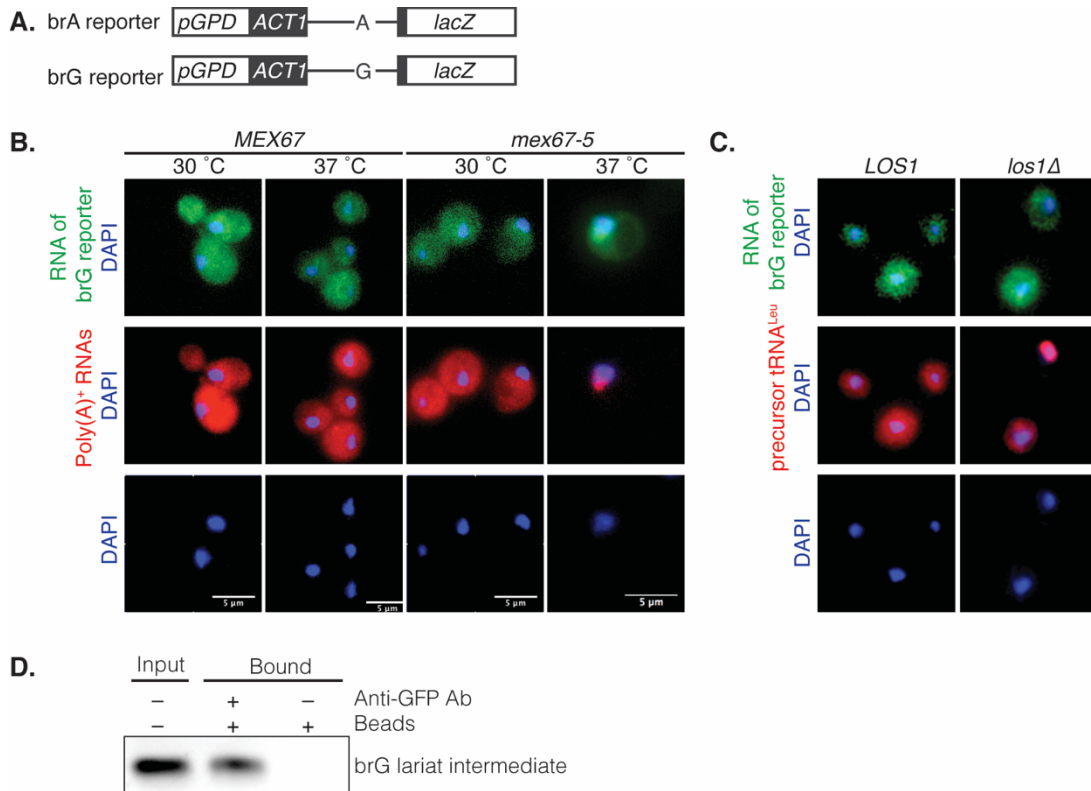 A. brA reporter pGPD ACT1 A lacZ
brG reporter pGPD ACT1 G lacZ
B. MEX67 mex67-5
30 ˚C 37 ˚C 30 ˚C 37 ˚C
RNA of
brG reporter
DAPI
Poly(A)+ RNAs
DAPI
DAPI
5 µm 5 µm 5 µm
C. LOS1 los1Δ
RNA of
brG reporter
DAPI
precursor tRNALeu
DAPI
DAPI
D. Input Bound
– + – Anti-GFP Ab
– + + Beads
brG lariat intermediate